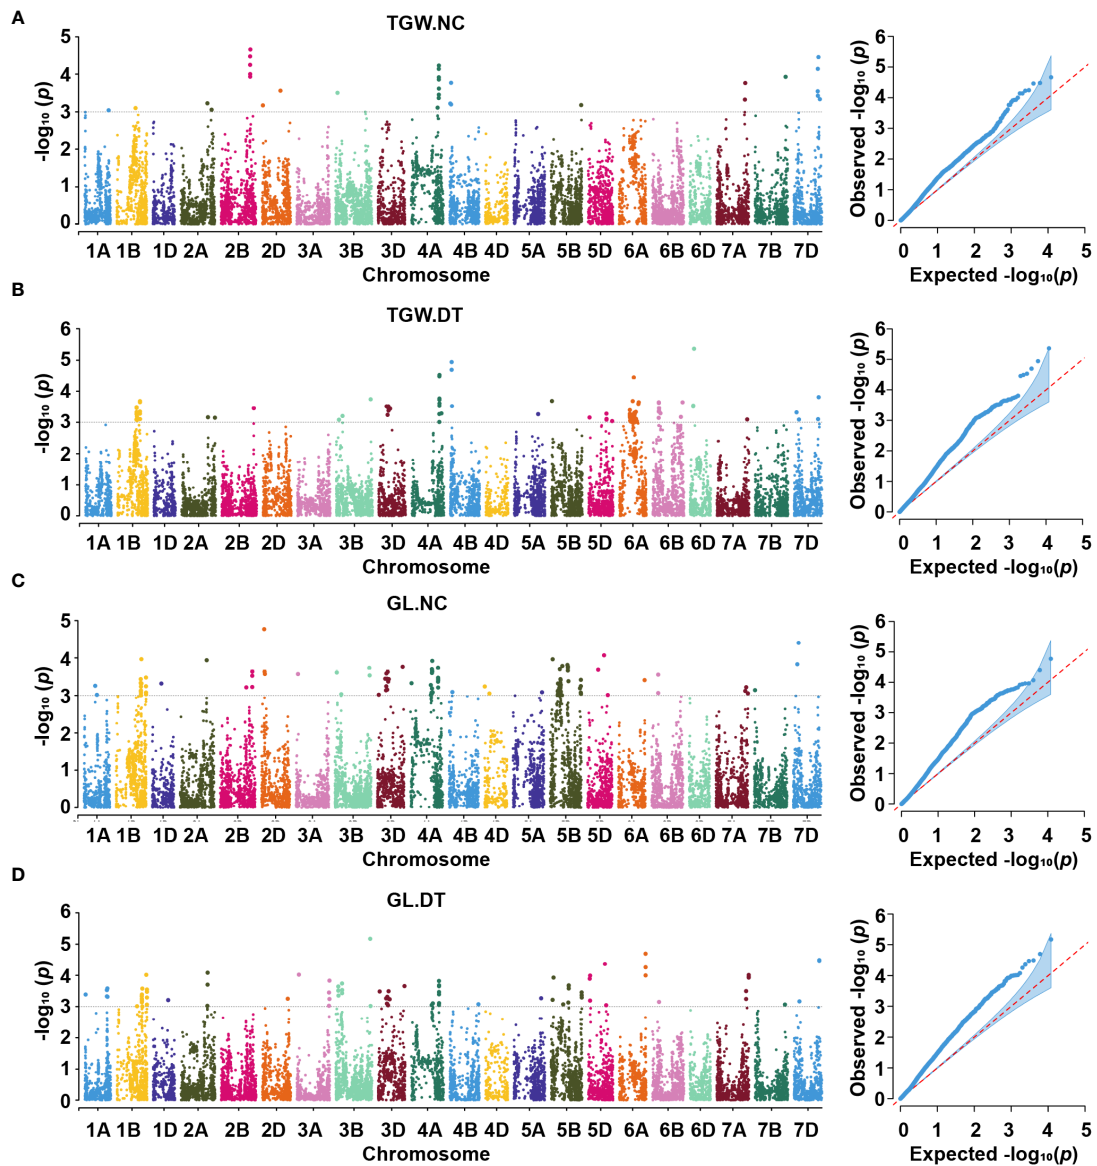 A
TGW.NC
-log₁₀ (p)
5
4
3
2
1
0
1A 1B 1D 2A 2B 2D 3A 3B 3D 4A 4B 4D 5A 5B 5D 6A 6B 6D 7A 7B 7D
Chromosome
Observed -log₁₀ (p)
6
5
4
3
2
1
0
0 1 2 3 4 5
Expected -log₁₀(p)
B
TGW.DT
-log₁₀ (p)
6
5
4
3
2
1
0
1A 1B 1D 2A 2B 2D 3A 3B 3D 4A 4B 4D 5A 5B 5D 6A 6B 6D 7A 7B 7D
Chromosome
Observed -log₁₀ (p)
6
5
4
3
2
1
0
0 1 2 3 4 5
Expected -log₁₀(p)
C
GL.NC
-log₁₀ (p)
5
4
3
2
1
0
1A 1B 1D 2A 2B 2D 3A 3B 3D 4A 4B 4D 5A 5B 5D 6A 6B 6D 7A 7B 7D
Chromosome
Observed -log₁₀ (p)
6
5
4
3
2
1
0
0 1 2 3 4 5
Expected -log₁₀(p)
D
GL.DT
-log₁₀ (p)
6
5
4
3
2
1
0
1A 1B 1D 2A 2B 2D 3A 3B 3D 4A 4B 4D 5A 5B 5D 6A 6B 6D 7A 7B 7D
Chromosome
Observed -log₁₀ (p)
6
5
4
3
2
1
0
0 1 2 3 4 5
Expected -log₁₀(p)